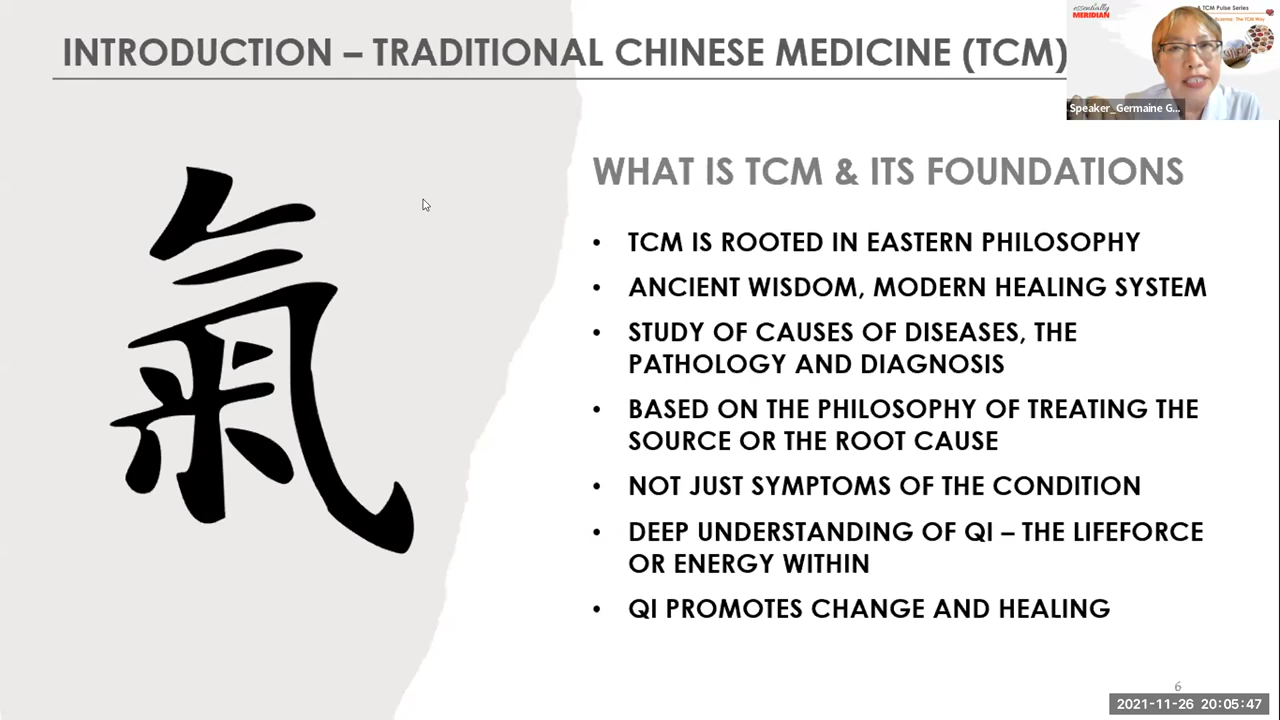 INTRODUCTION – TRADITIONAL CHINESE MEDICINE (TCM)
essentially
MERIDIAN
A TCM Pulse Series
Eczema: The TCM Way
Speaker_Germaine G...
氣
WHAT IS TCM & ITS FOUNDATIONS
• TCM IS ROOTED IN EASTERN PHILOSOPHY
• ANCIENT WISDOM, MODERN HEALING SYSTEM
• STUDY OF CAUSES OF DISEASES, THE
PATHOLOGY AND DIAGNOSIS
• BASED ON THE PHILOSOPHY OF TREATING THE
SOURCE OR THE ROOT CAUSE
• NOT JUST SYMPTOMS OF THE CONDITION
• DEEP UNDERSTANDING OF QI – THE LIFEFORCE
OR ENERGY WITHIN
• QI PROMOTES CHANGE AND HEALING
6
2021-11-26 20:05:47